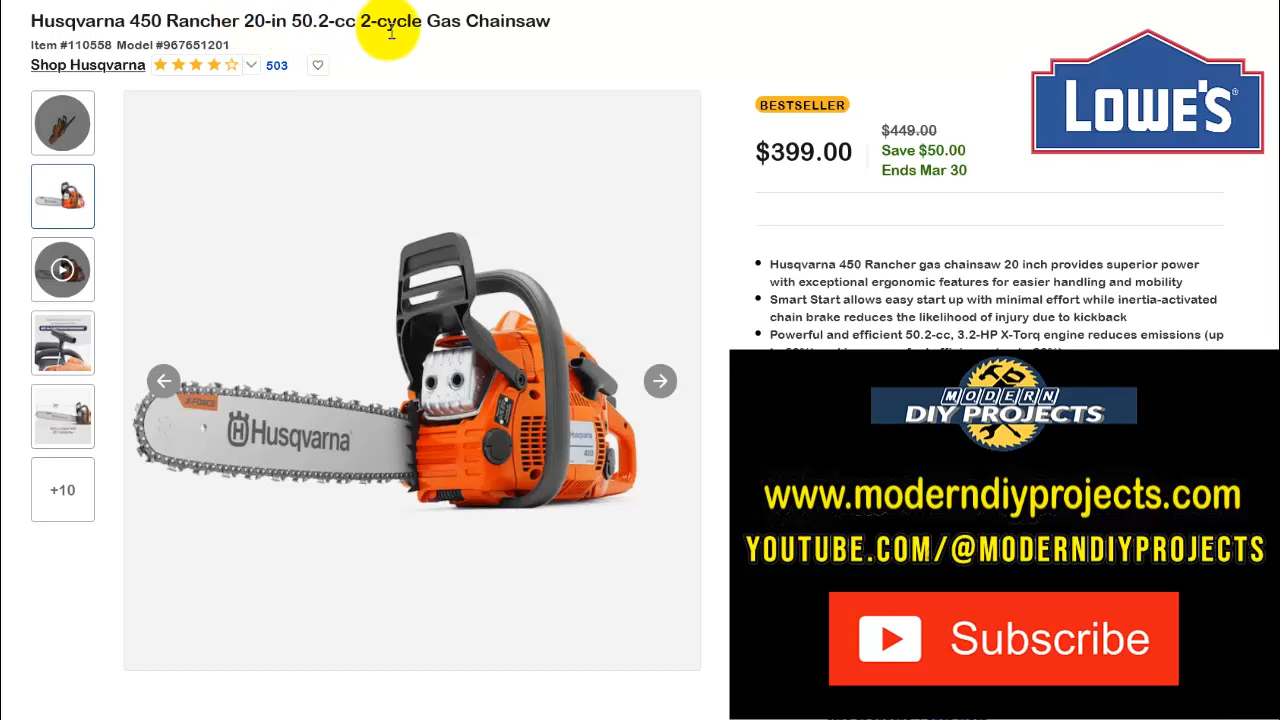 Husqvarna 450 Rancher 20-in 50.2-cc 2-cycle Gas Chainsaw
Item #110558 Model #967651201
Shop Husqvarna 503
+10
X-FORCE
Husqvarna
450
BESTSELLER
$399.00
$449.00
Save $50.00
Ends Mar 30
LOWE'S®
Husqvarna 450 Rancher gas chainsaw 20 inch provides superior power
with exceptional ergonomic features for easier handling and mobility
Smart Start allows easy start up with minimal effort while inertia-activated
chain brake reduces the likelihood of injury due to kickback
Powerful and efficient 50.2-cc, 3.2-HP X-Torq engine reduces emissions (up
MODERN
DIY PROJECTS
www.moderndiyprojects.com
YOUTUBE.COM/@MODERNDIYPROJECTS
Subscribe